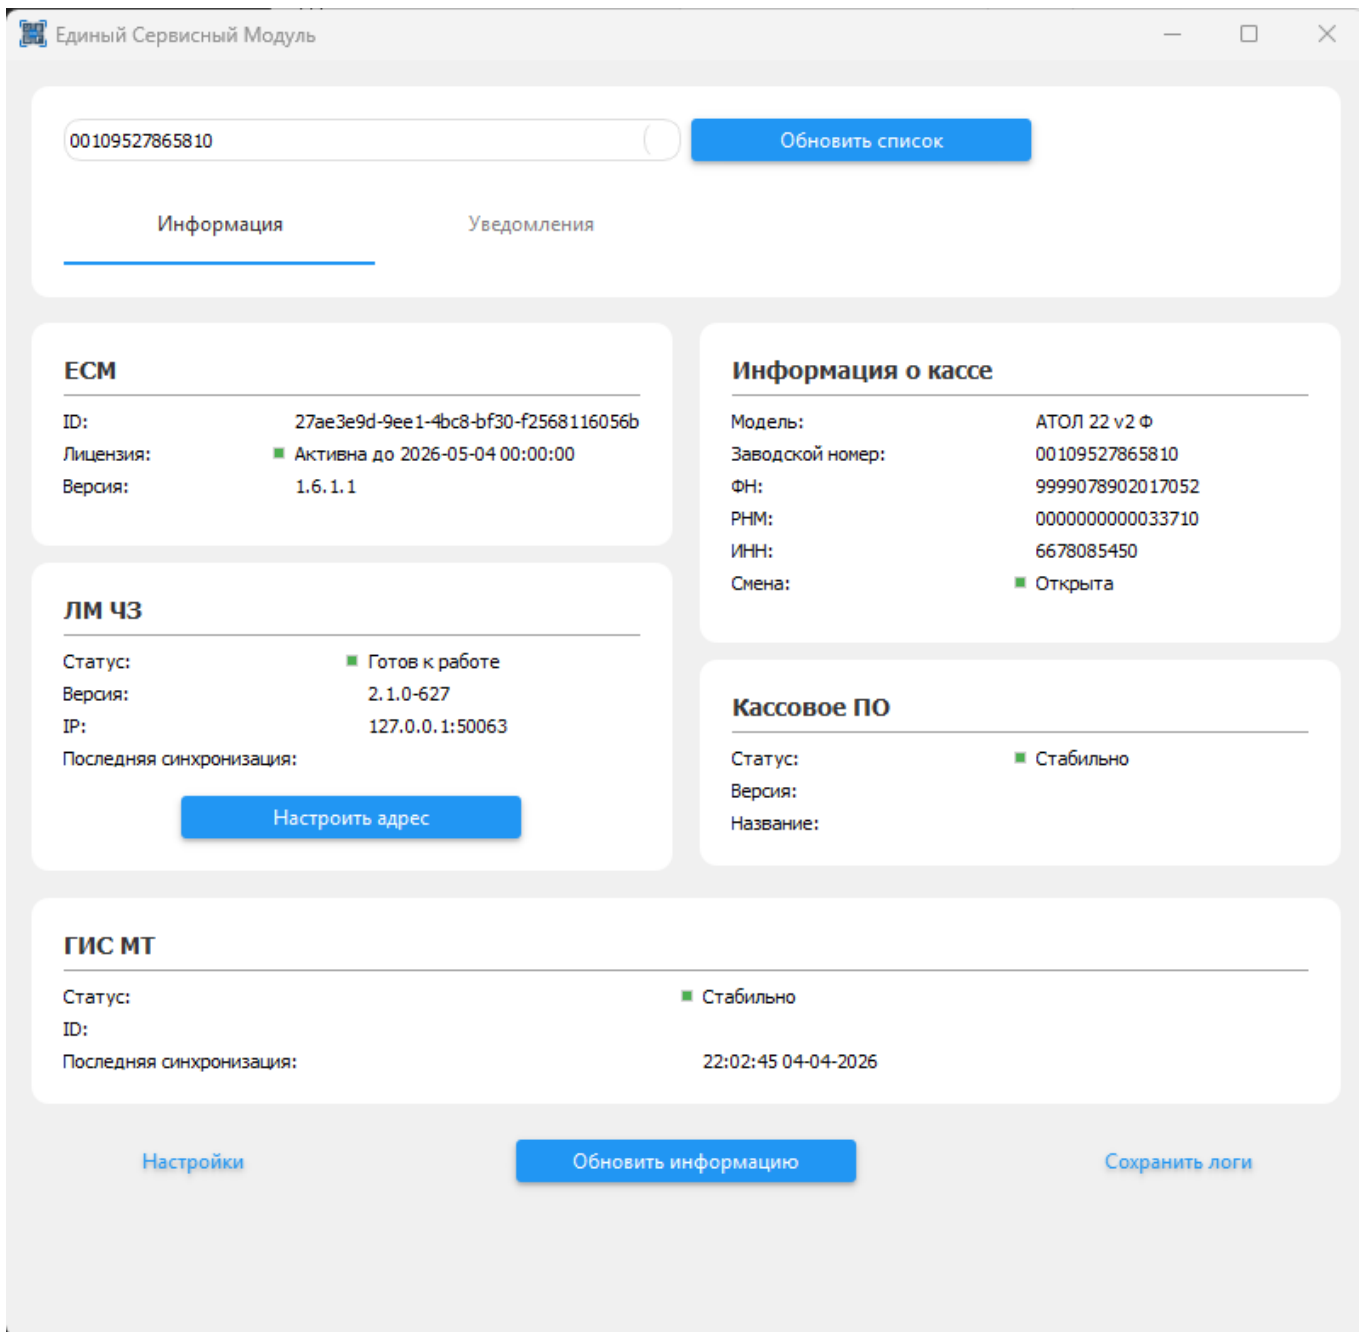 Единый Сервисный Модуль
00109527865810
Обновить список
Информация
Уведомления
ЕСМ
ID: 27ae3e9d-9ee1-4bc8-bf30-f2568116056b
Лицензия: Активна до 2026-05-04 00:00:00
Версия: 1.6.1.1
ЛМ ЧЗ
Статус: Готов к работе
Версия: 2.1.0-627
IP: 127.0.0.1:50063
Последняя синхронизация:
Настроить адрес
Информация о кассе
Модель: АТОЛ 22 v2 Ф
Заводской номер: 00109527865810
ФН: 9999078902017052
РНМ: 0000000000033710
ИНН: 6678085450
Смена: Открыта
Кассовое ПО
Статус: Стабильно
Версия:
Название:
ГИС МТ
Статус: Стабильно
ID:
Последняя синхронизация: 22:02:45 04-04-2026
Настройки
Обновить информацию
Сохранить логи